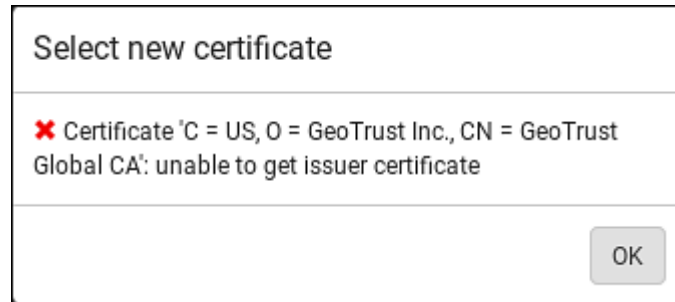 Select new certificate
✖ Certificate 'C = US, O = GeoTrust Inc., CN = GeoTrust
Global CA': unable to get issuer certificate
OK